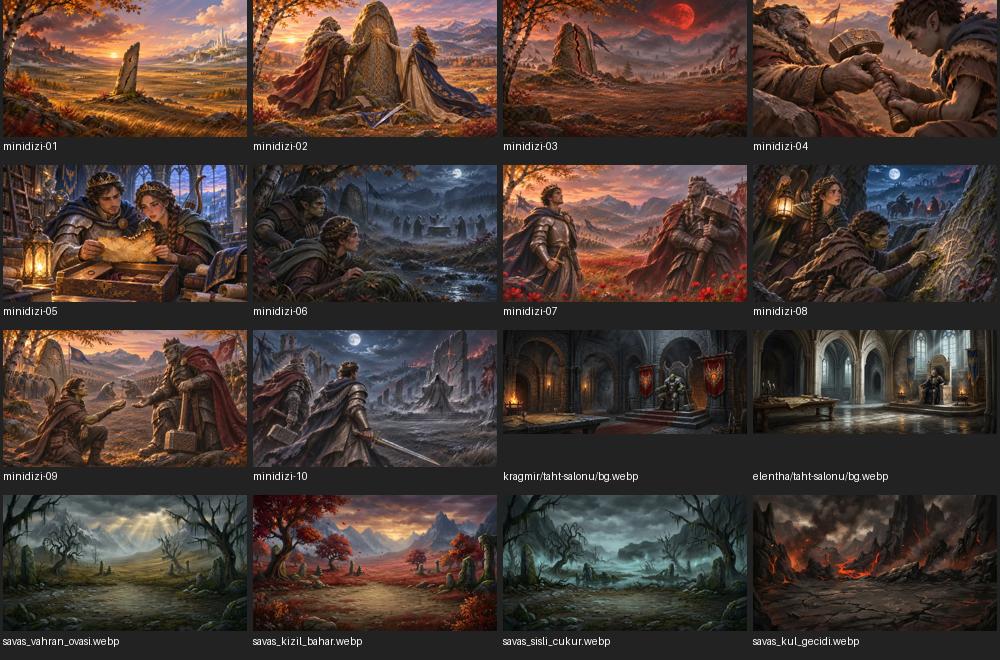 minidizi-01
minidizi-02
minidizi-03
minidizi-04
minidizi-05
minidizi-06
minidizi-07
minidizi-08
minidizi-09
minidizi-10
kragmir/taht-salonu/bg.webp
elentha/taht-salonu/bg.webp
savas_vahran_ovasi.webp
savas_kizil_bahar.webp
savas_sisli_cukur.webp
savas_kul_gecidi.webp